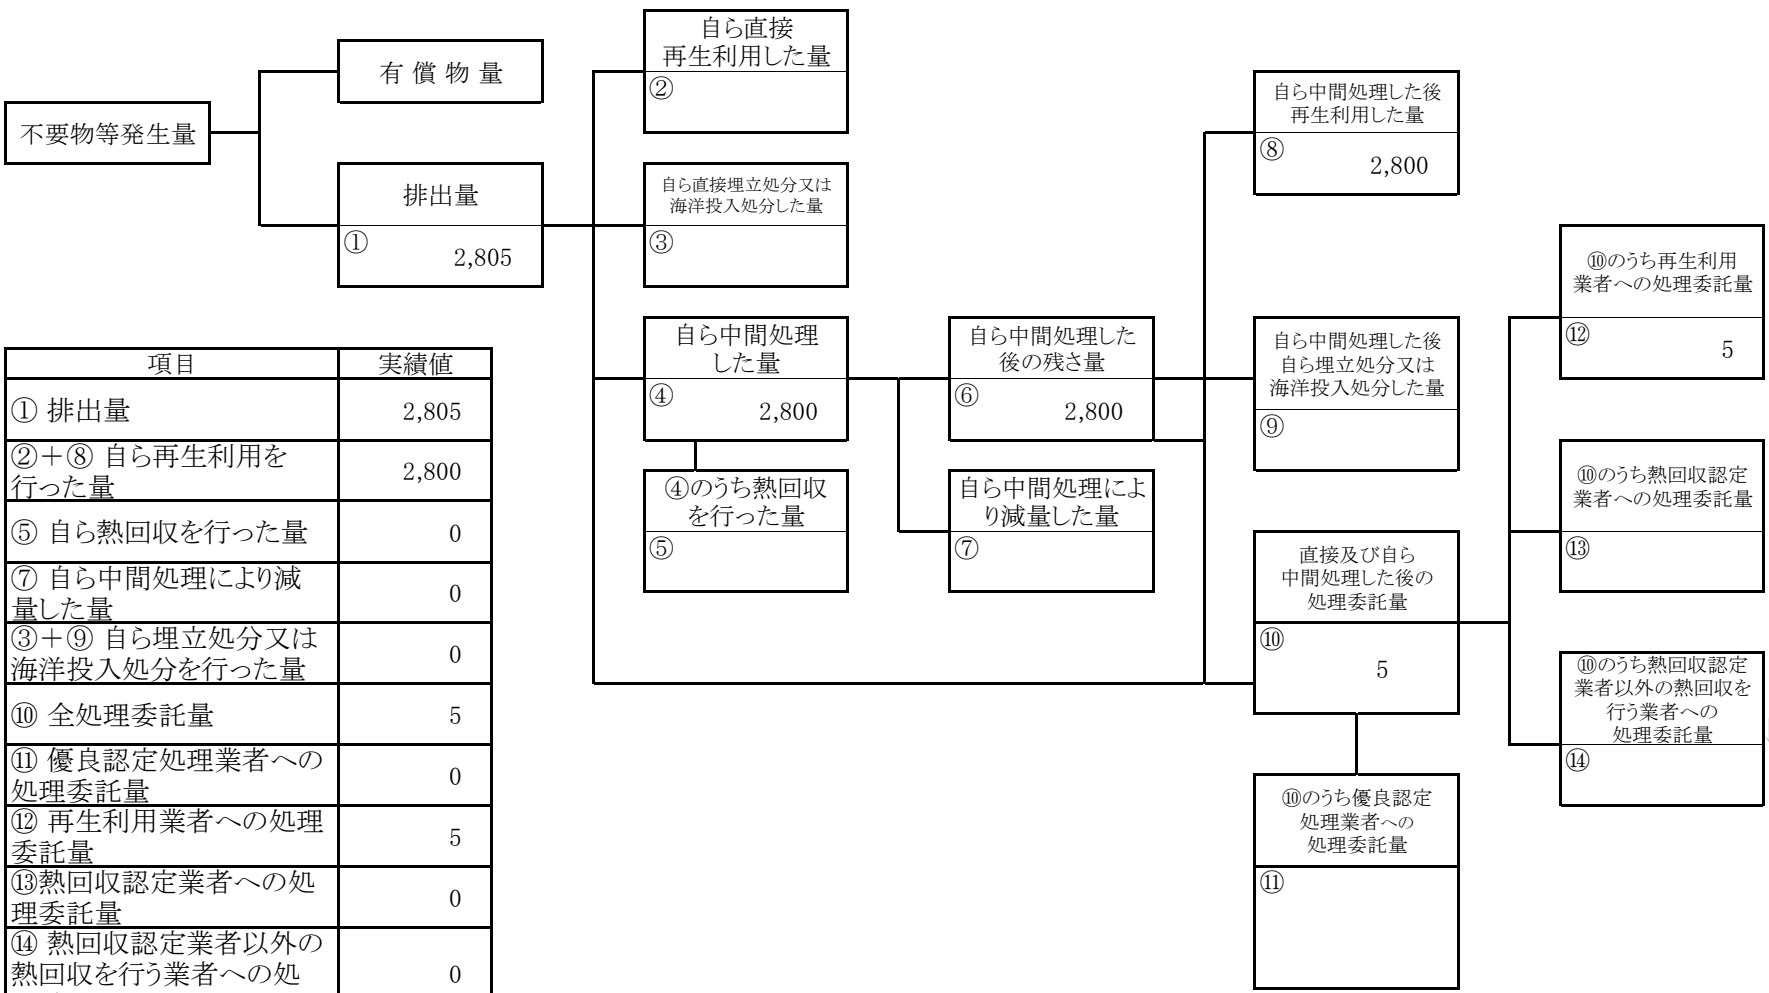 不要物等発生量
有 償 物 量
排出量
①
2,805
自ら直接
再生利用した量
②
自ら直接埋立処分又は
海洋投入処分した量
③
自ら中間処理
した量
④
2,800
④のうち熱回収
を行った量
⑤
自ら中間処理した
後の残さ量
⑥
2,800
自ら中間処理によ
り減量した量
⑦
自ら中間処理した後
再生利用した量
⑧
2,800
自ら中間処理した後
自ら埋立処分又は
海洋投入処分した量
⑨
直接及び自ら
中間処理した後の
処理委託量
⑩
5
⑩のうち優良認定
処理業者への
処理委託量
⑪
⑩のうち再生利用
業者への処理委託量
⑫
5
⑩のうち熱回収認定
業者への処理委託量
⑬
⑩のうち熱回収認定
業者以外の熱回収を
行う業者への
処理委託量
⑭
項目 実績値
① 排出量 2,805
②＋⑧ 自ら再生利用を
行った量 2,800
⑤ 自ら熱回収を行った量 0
⑦ 自ら中間処理により減
量した量 0
③＋⑨ 自ら埋立処分又は
海洋投入処分を行った量 0
⑩ 全処理委託量 5
⑪ 優良認定処理業者への
処理委託量 0
⑫ 再生利用業者への処理
委託量 5
⑬熱回収認定業者への処
理委託量 0
⑭ 熱回収認定業者以外の
熱回収を行う業者への処 0